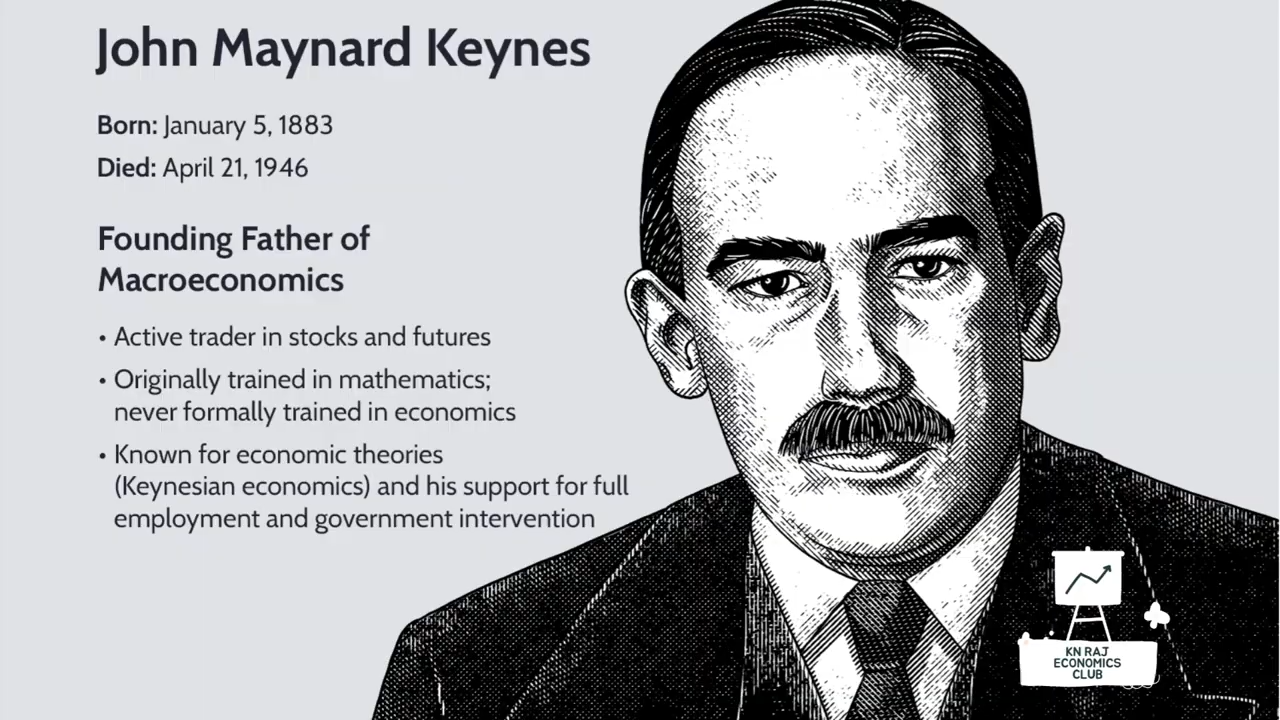 John Maynard Keynes
Born: January 5, 1883
Died: April 21, 1946
Founding Father of
Macroeconomics
• Active trader in stocks and futures
• Originally trained in mathematics;
never formally trained in economics
• Known for economic theories
(Keynesian economics) and his support for full
employment and government intervention
KN RAJ
ECONOMICS
CLUB